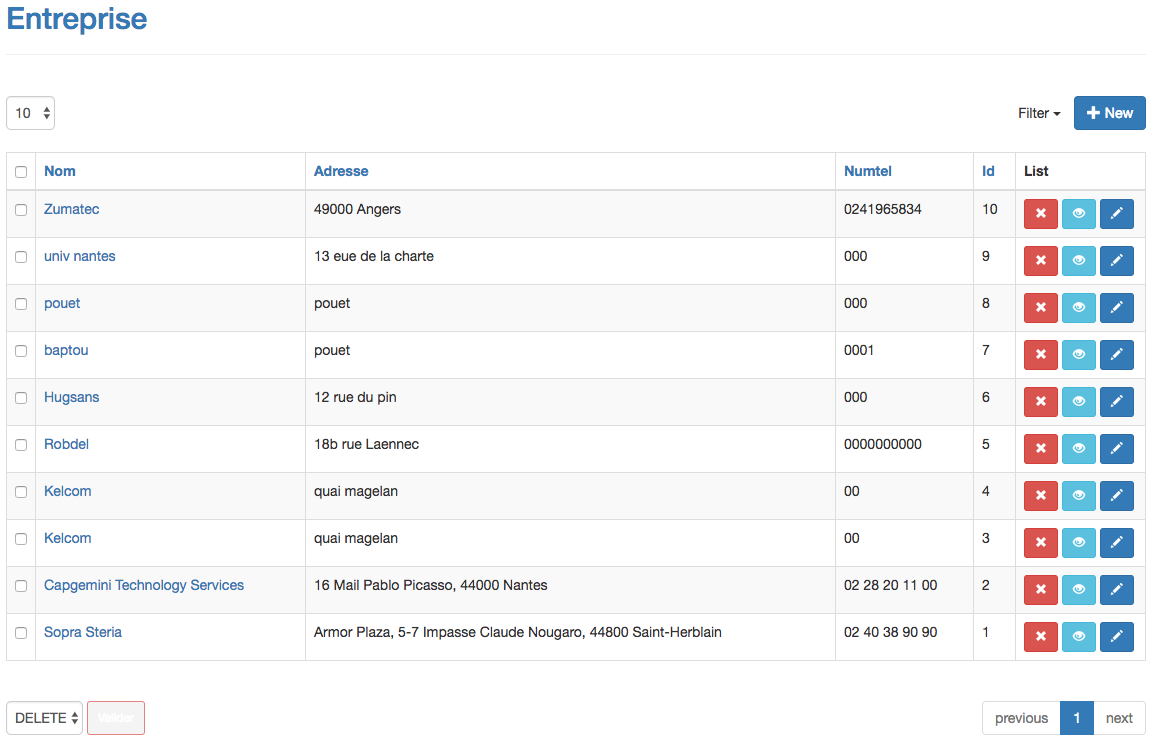 Entreprise
10 Filter New
Nom Adresse Numtel Id List
Zumatec 49000 Angers 0241965834 10
univ nantes 13 eue de la charte 000 9
pouet pouet 000 8
baptou pouet 0001 7
Hugsans 12 rue du pin 000 6
Robdel 18b rue Laennec 0000000000 5
Kelcom quai magelan 00 4
Kelcom quai magelan 00 3
Capgemini Technology Services 16 Mail Pablo Picasso, 44000 Nantes 02 28 20 11 00 2
Sopra Steria Armor Plaza, 5-7 Impasse Claude Nougaro, 44800 Saint-Herblain 02 40 38 90 90 1
DELETE Valider previous 1 next